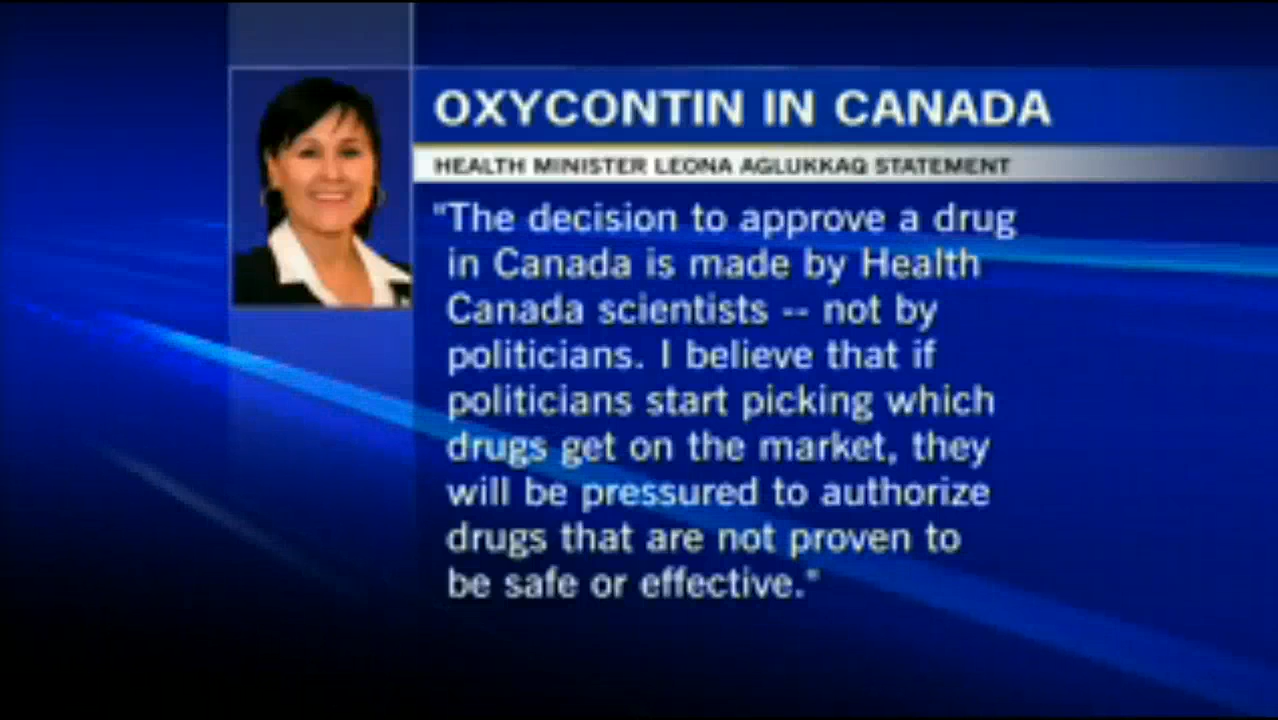 OXYCONTIN IN CANADA
HEALTH MINISTER LEONA AGLUKKAQ STATEMENT
"The decision to approve a drug
in Canada is made by Health
Canada scientists -- not by
politicians. I believe that if
politicians start picking which
drugs get on the market, they
will be pressured to authorize
drugs that are not proven to
be safe or effective."